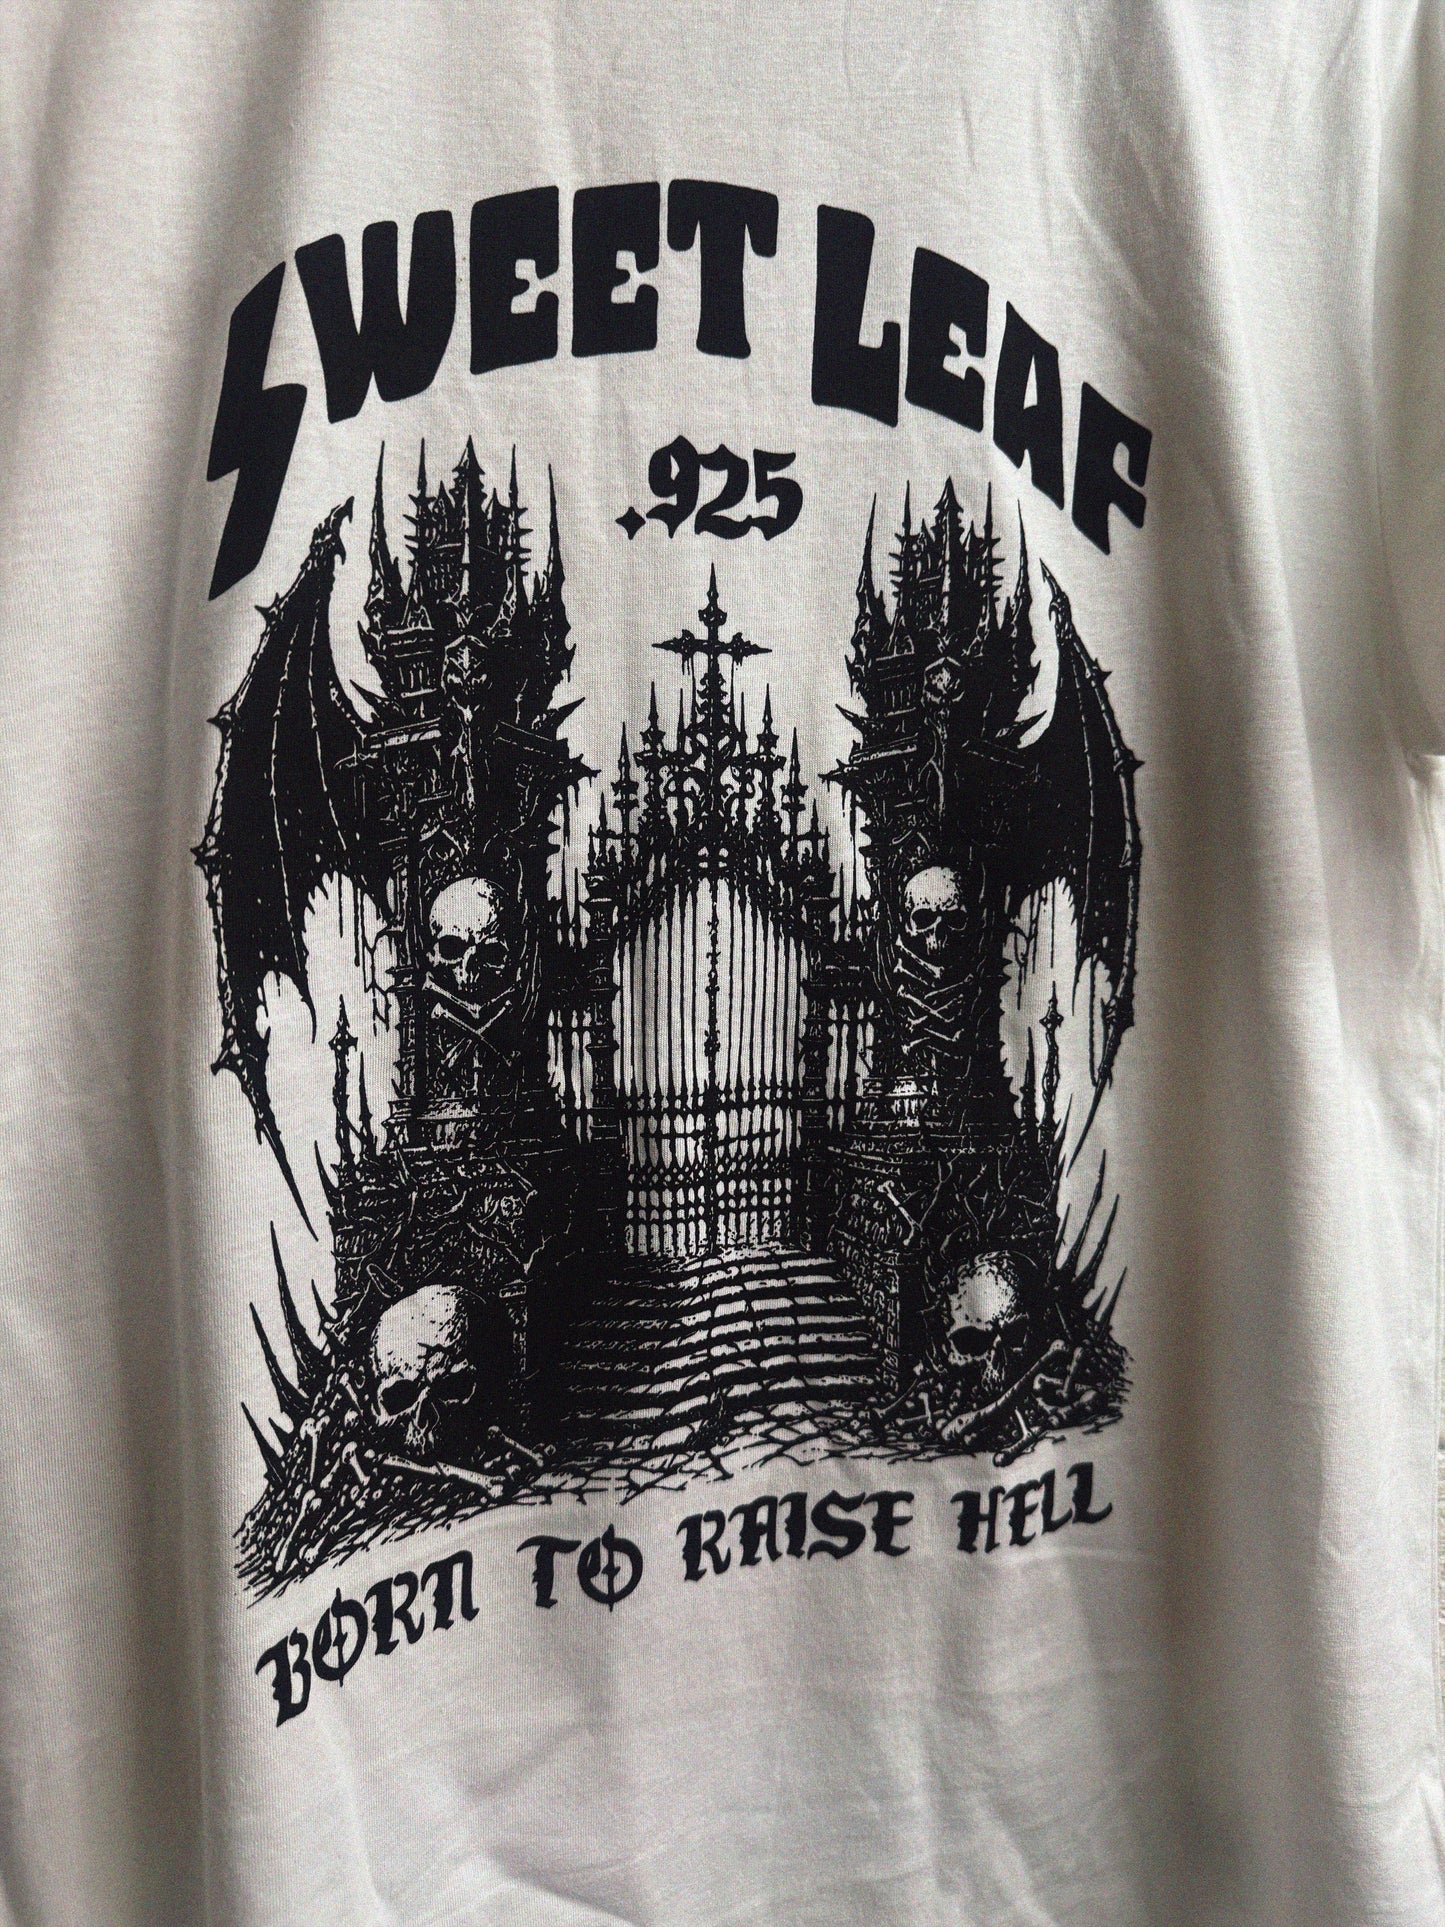 SWEET LEAF
.925
BORN TO RAISE HELL